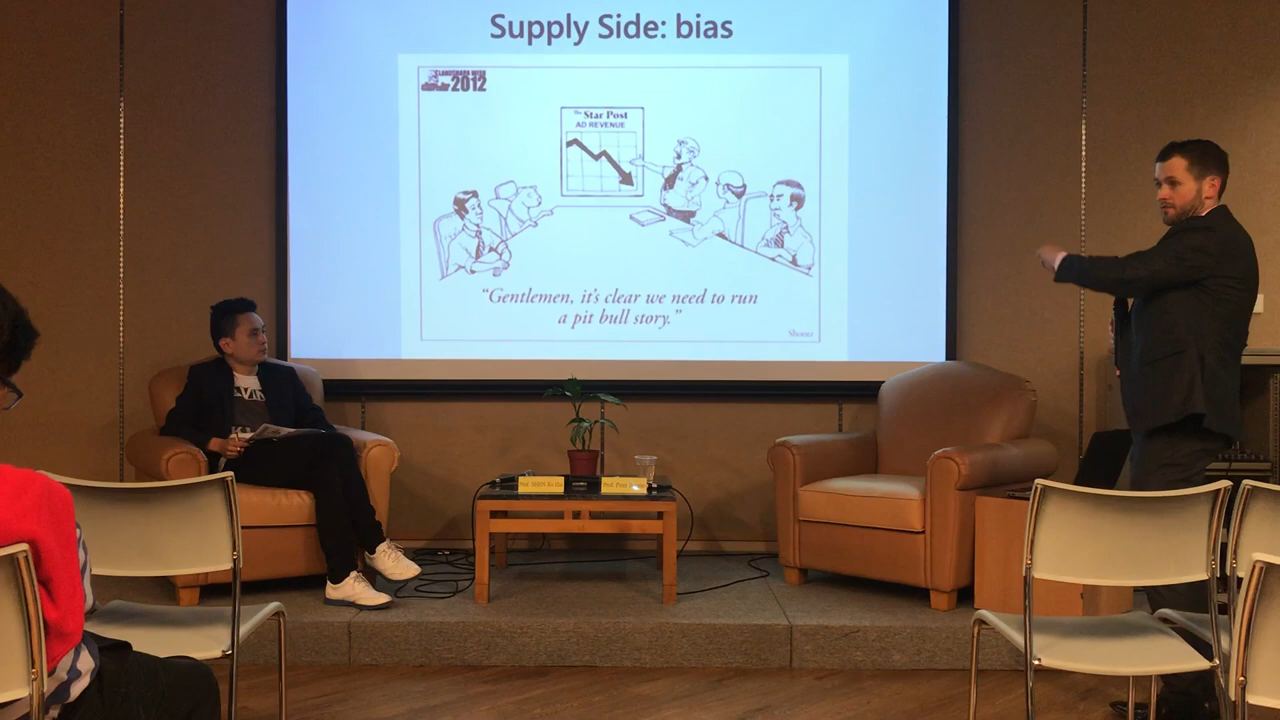 Supply Side: bias
2012
The Star Post
AD REVENUE
"Gentlemen, it's clear we need to run
a pit bull story."